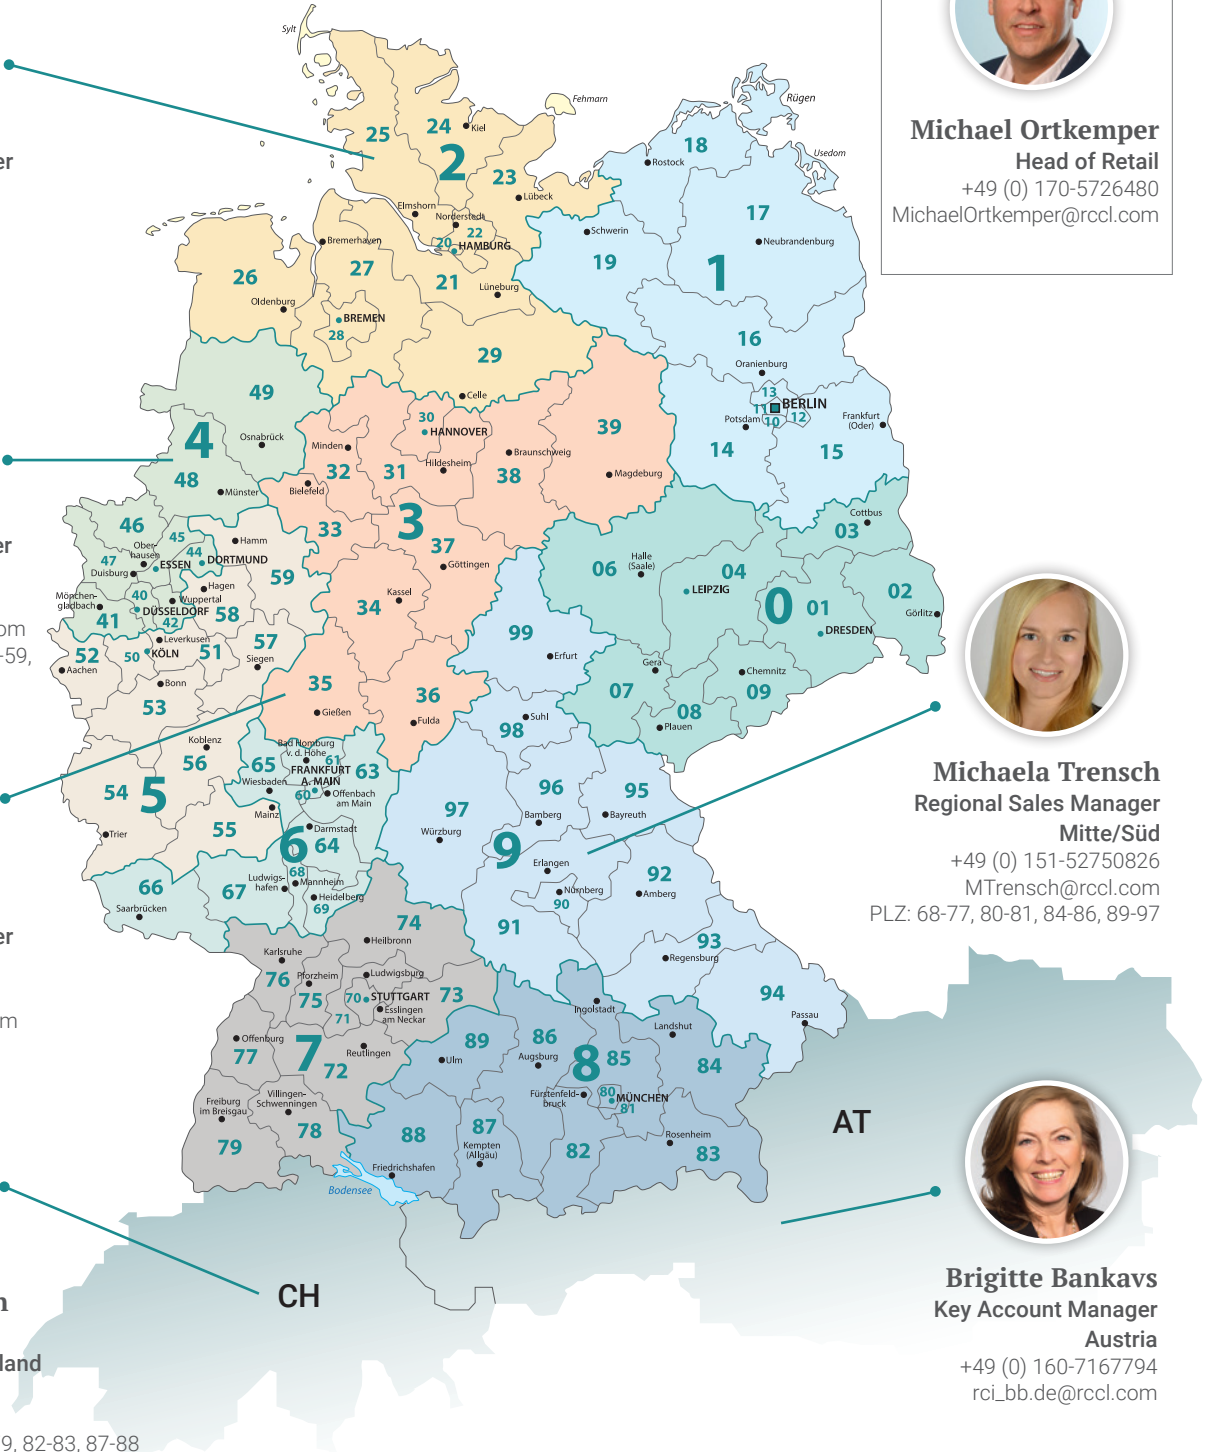 Michael Ortkemper
Head of Retail
+49 (0) 170-5726480
MichaelOrtkemper@rccl.com
Sylt
Fehmarn
Rügen
Usedom
25
24
Kiel
2
23
Lübeck
18
Rostock
17
Neubrandenburg
Elmshorn
Norderstedt
22
20
HAMBURG
Schwerin
19
1
Bremerhaven
27
26
21
Lüneburg
Oldenburg
BREMEN
28
29
Celle
16
Oranienburg
13
11
BERLIN
Potsdam
10
12
Frankfurt
(Oder)
14
15
49
4
Osnabrück
48
Münster
30
HANNOVER
39
Minden
32
31
Hildesheim
Braunschweig
38
Magdeburg
Bielefeld
33
3
37
Göttingen
Cottbus
03
46
45
Ober-
hausen
44
Hamm
47
Duisburg
ESSEN
DORTMUND
59
Hagen
Mönchen-
gladbach
40
Wuppertal
DÜSSELDORF
41
42
58
34
Kassel
06
Halle
(Saale)
04
LEIPZIG
0
01
DRESDEN
02
Görlitz
Leverkusen
52
50
KÖLN
51
57
Aachen
Siegen
Bonn
53
99
Erfurt
Gera
07
Chemnitz
09
08
Plauen
35
Gießen
36
Fulda
98
Suhl
Koblenz
56
Bad Homburg
v. d. Höhe
61
65
FRANKFURT
A. MAIN
63
Wiesbaden
60
Offenbach
am Main
54
5
Mainz
Trier
55
Darmstadt
6
64
96
95
97
Bamberg
Bayreuth
Würzburg
9
Erlangen
92
Nürnberg
90
Amberg
91
93
Regensburg
94
Passau
66
Saarbrücken
67
Ludwigs-
hafen
68
Mannheim
Heidelberg
69
74
Heilbronn
Karlsruhe
76
Pforzheim
75
Ludwigsburg
70
STUTTGART
73
71
Esslingen
am Neckar
Offenburg
77
7
72
Reutlingen
Freiburg
im Breisgau
Villingen-
Schwenningen
79
78
Ingolstadt
Landshut
89
86
Ulm
Augsburg
8
85
84
Fürstenfeld-
bruck
80
MÜNCHEN
81
88
87
Kempten
(Allgäu)
82
Rosenheim
83
Friedrichshafen
Bodensee
er
er
om
-59,
er
m
n
land
9, 82-83, 87-88
Michaela Trensch
Regional Sales Manager
Mitte/Süd
+49 (0) 151-52750826
MTrensch@rccl.com
PLZ: 68-77, 80-81, 84-86, 89-97
AT
CH
Brigitte Bankavs
Key Account Manager
Austria
+49 (0) 160-7167794
rci_bb.de@rccl.com